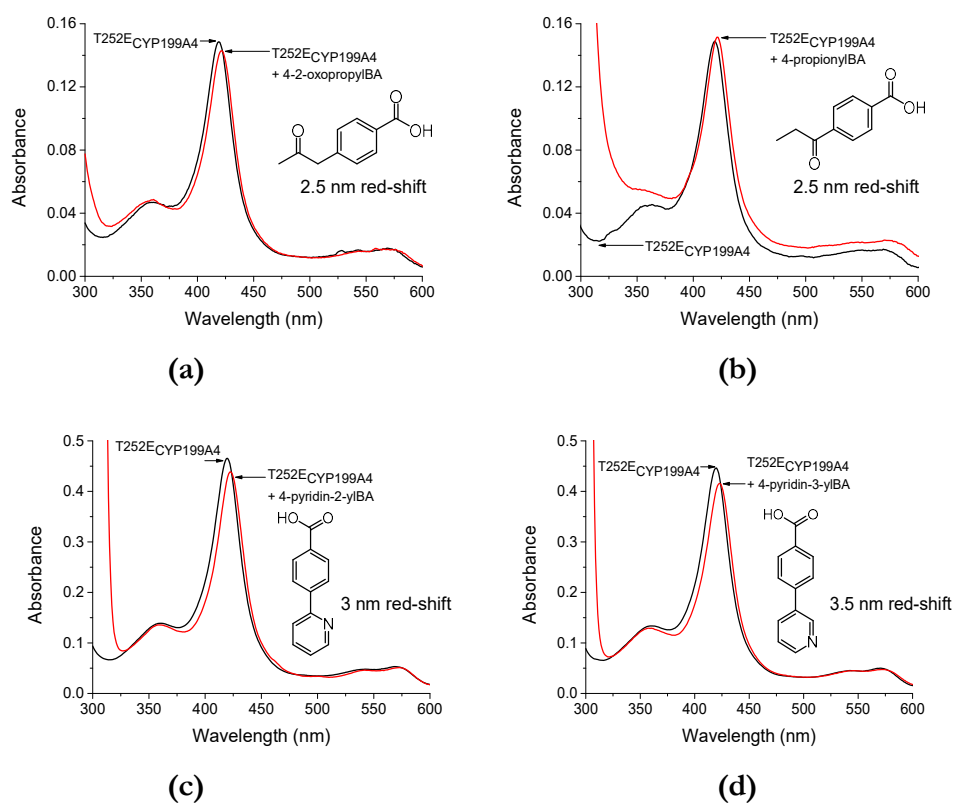 0.16
0.12
0.08
0.04
0.00
Absorbance
T252ECYP199A4
T252ECYP199A4
+ 4-2-oxopropylBA
O
OH
O
2.5 nm red-shift
300 350 400 450 500 550 600
Wavelength (nm)
(a)
0.16
0.12
0.08
0.04
0.00
Absorbance
T252ECYP199A4
+ 4-propionylBA
O
OH
O
2.5 nm red-shift
T252ECYP199A4
300 350 400 450 500 550 600
Wavelength (nm)
(b)
0.5
0.4
0.3
0.2
0.1
0.0
Absorbance
T252ECYP199A4
T252ECYP199A4
+ 4-pyridin-2-ylBA
HO O
N
3 nm red-shift
300 350 400 450 500 550 600
Wavelength (nm)
(c)
0.5
0.4
0.3
0.2
0.1
0.0
Absorbance
T252ECYP199A4
T252ECYP199A4
+ 4-pyridin-3-ylBA
HO O
3.5 nm red-shift
N
300 350 400 450 500 550 600
Wavelength (nm)
(d)